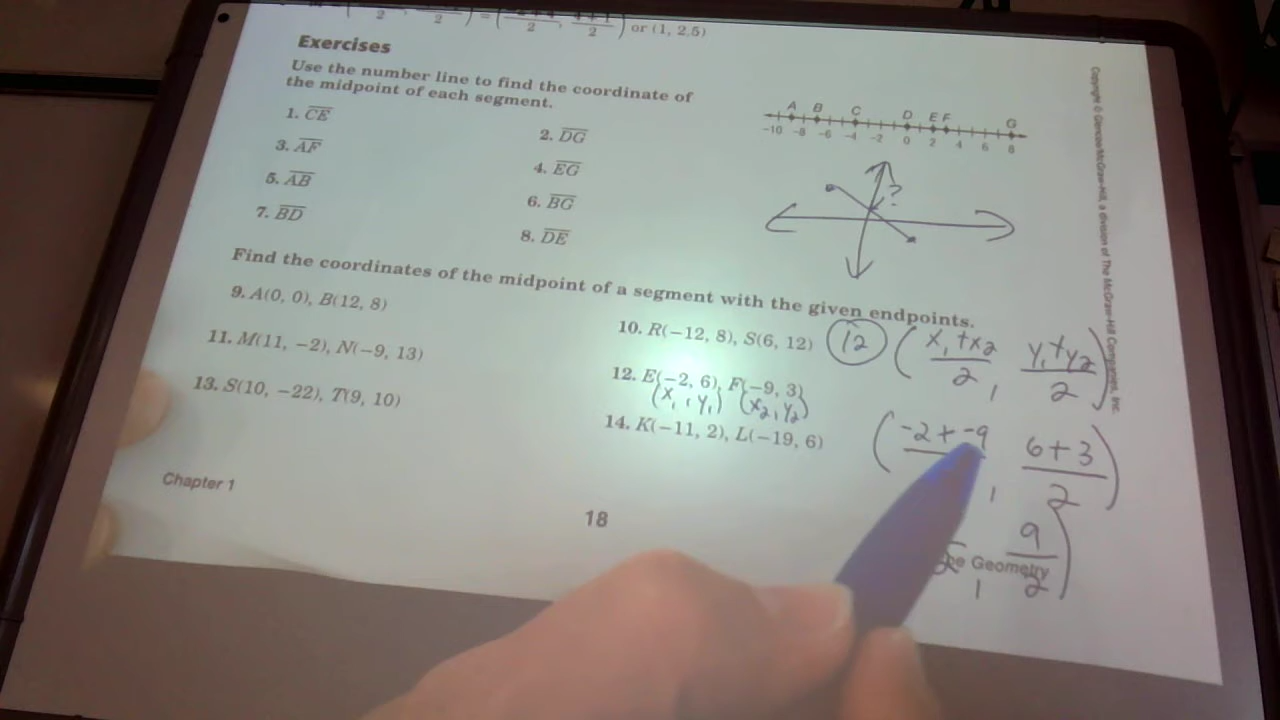 2 2 2 2 or (1, 2.5)
Exercises
Use the number line to find the coordinate of
the midpoint of each segment.
A B C D E F G
-10 -8 -6 -4 -2 0 2 4 6 8
1. CE
2. DG
3. AF
4. EG
5. AB
6. BG
7. BD
8. DE
?
Find the coordinates of the midpoint of a segment with the given endpoints.
9. A(0, 0), B(12, 8)
10. R(−12, 8), S(6, 12)
11. M(11, −2), N(−9, 13)
12. E(−2, 6), F(−9, 3)
(x₁, y₁) (x₂, y₂)
13. S(10, −22), T(9, 10)
14. K(−11, 2), L(−19, 6)
12 (x₁+x₂/2, y₁+y₂/2)
(-2+-9, 6+3/2)
2, 9/2)
Chapter 1
18
Geometry
Copyright © Glencoe/McGraw-Hill, a division of The McGraw-Hill Companies, Inc.